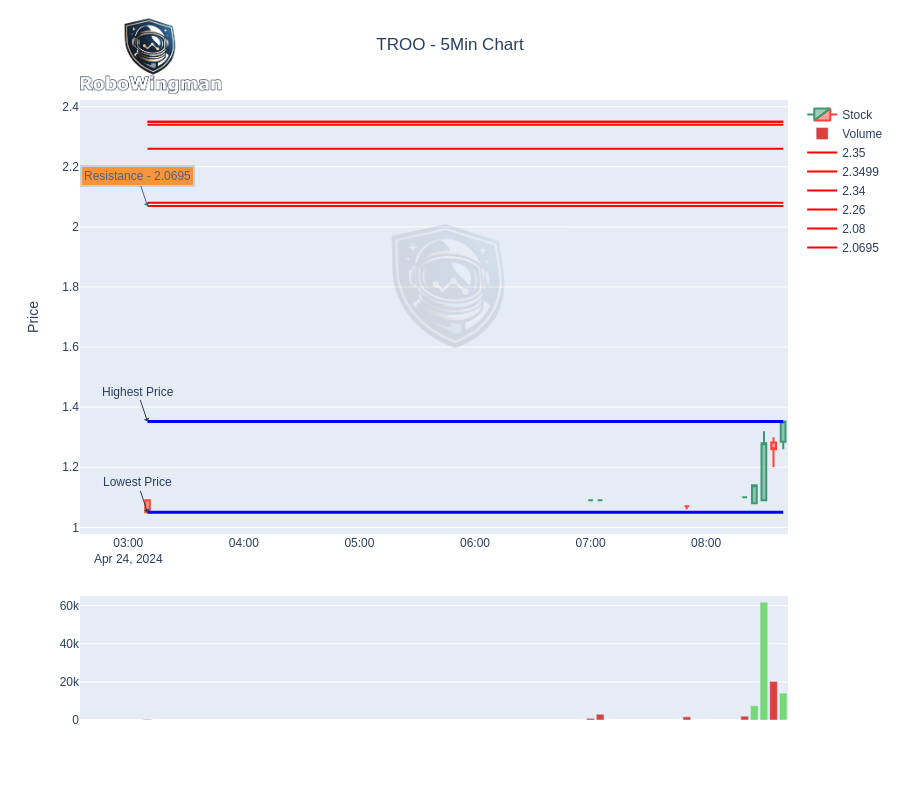 TROO - 5Min Chart
RoboWingman
2.4
2.2
2
1.8
1.6
1.4
1.2
1
Price
Resistance - 2.0695
Highest Price
Lowest Price
03:00
04:00
05:00
06:00
07:00
08:00
Apr 24, 2024
Stock
Volume
2.35
2.3499
2.34
2.26
2.08
2.0695
60k
40k
20k
0